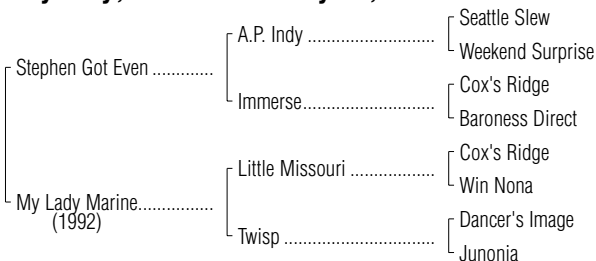 Seattle Slew
A.P. Indy
Weekend Surprise
Stephen Got Even
Cox's Ridge
Immerse
Baroness Direct
Cox's Ridge
Little Missouri
Win Nona
My Lady Marine
(1992)
Dancer's Image
Twisp
Junonia